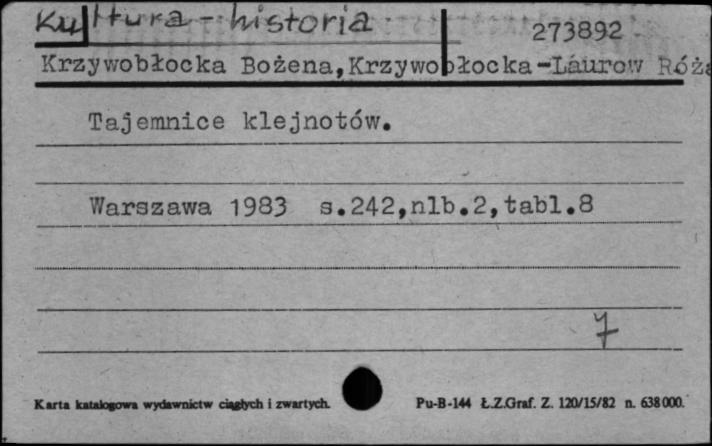 Kultura - historia
273892
Krzywobłocka Bożena,Krzywobłocka-Laurow Róża
Tajemnice klejnotów.
Warszawa 1983 s.242,nlb.2,tabl.8
7
Karta katalogowa wydawnictw ciągłych i zwartych.
Pu-B-144 Ł.Z.Graf. Z. 120/15/82 n. 638000.